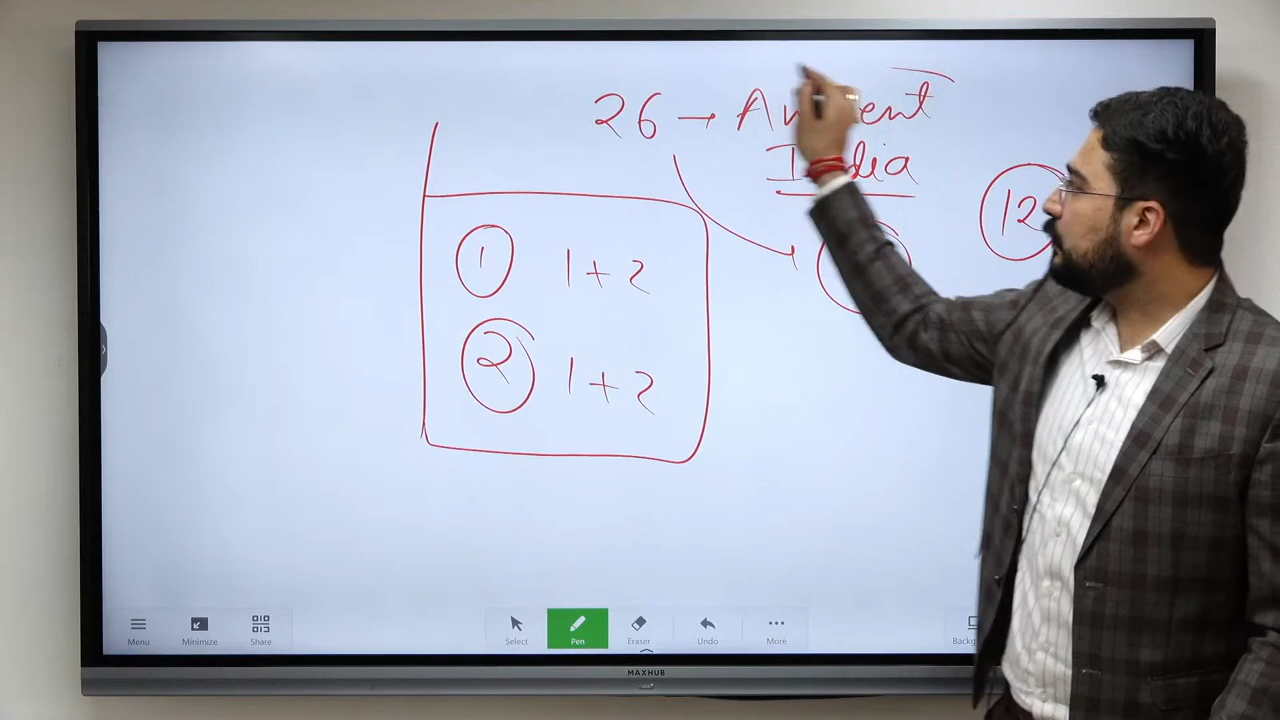 26 → Ancient
India
12
1 1+2
2 1+2
Menu
Minimize
Share
Select
Pen
Eraser
Undo
More
MAXHUB